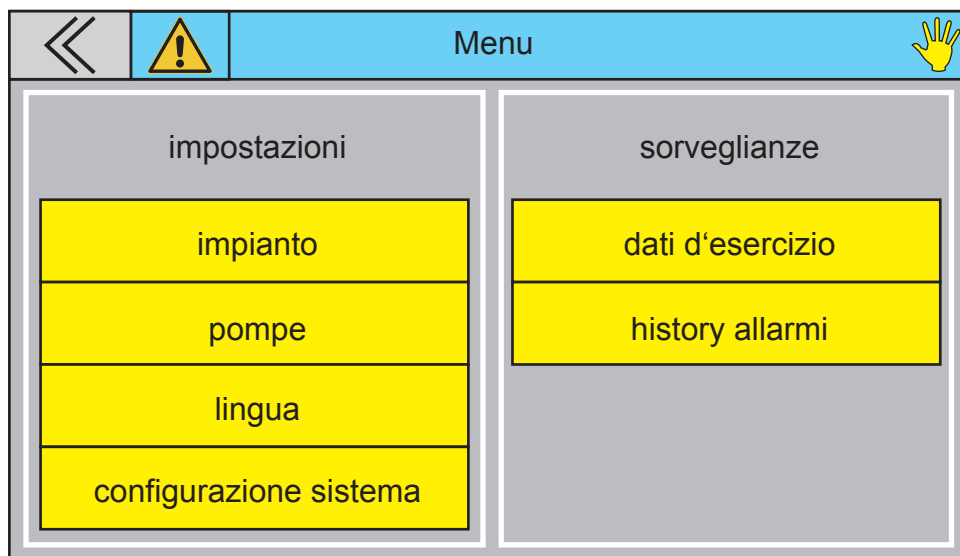 Menu
impostazioni
impianto
pompe
lingua
configurazione sistema
sorveglianze
dati d‘esercizio
history allarmi